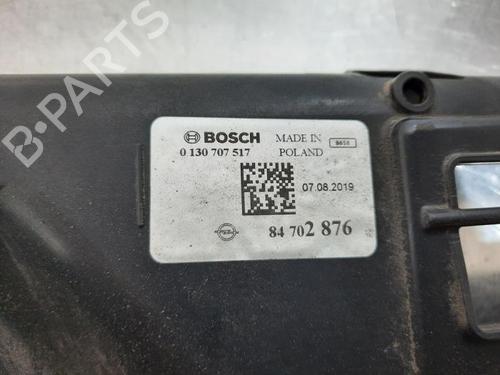 B-PARTS
BOSCH
0 130 707 517
MADE IN
POLAND
07.08.2019
84 702 876